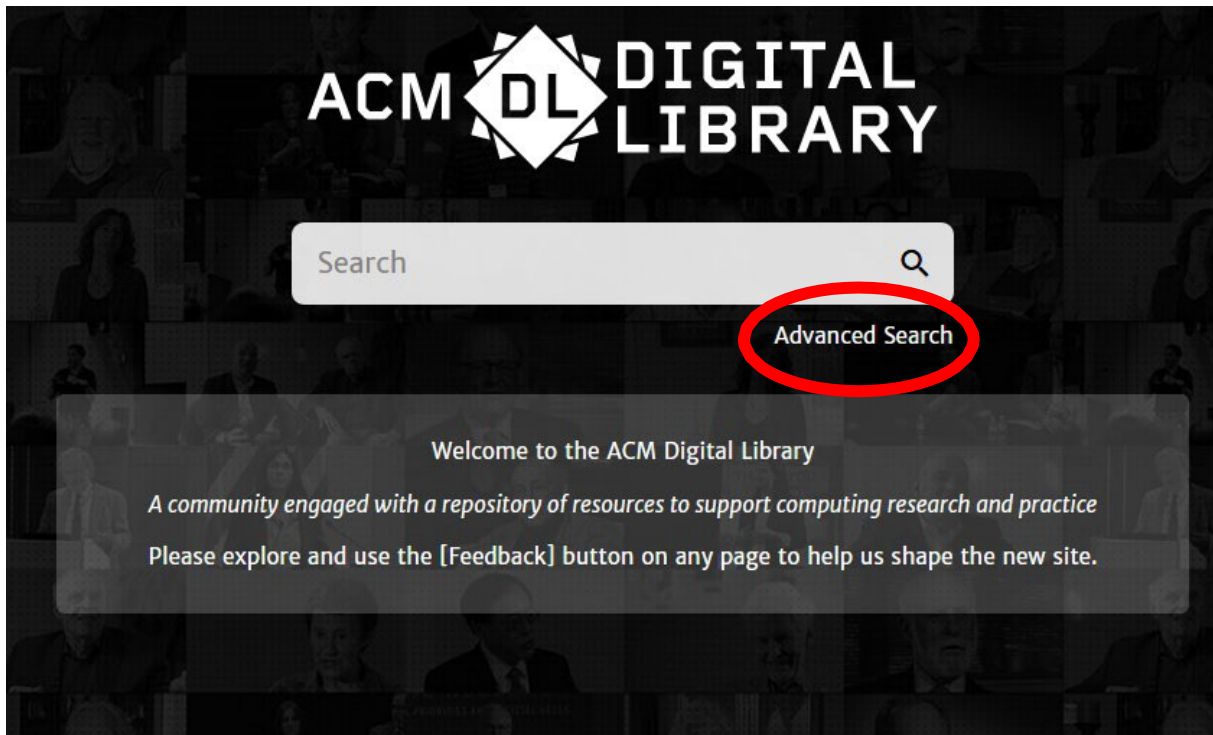 ACM DL DIGITAL
LIBRARY
Search
Advanced Search
Welcome to the ACM Digital Library
A community engaged with a repository of resources to support computing research and practice
Please explore and use the [Feedback] button on any page to help us shape the new site.